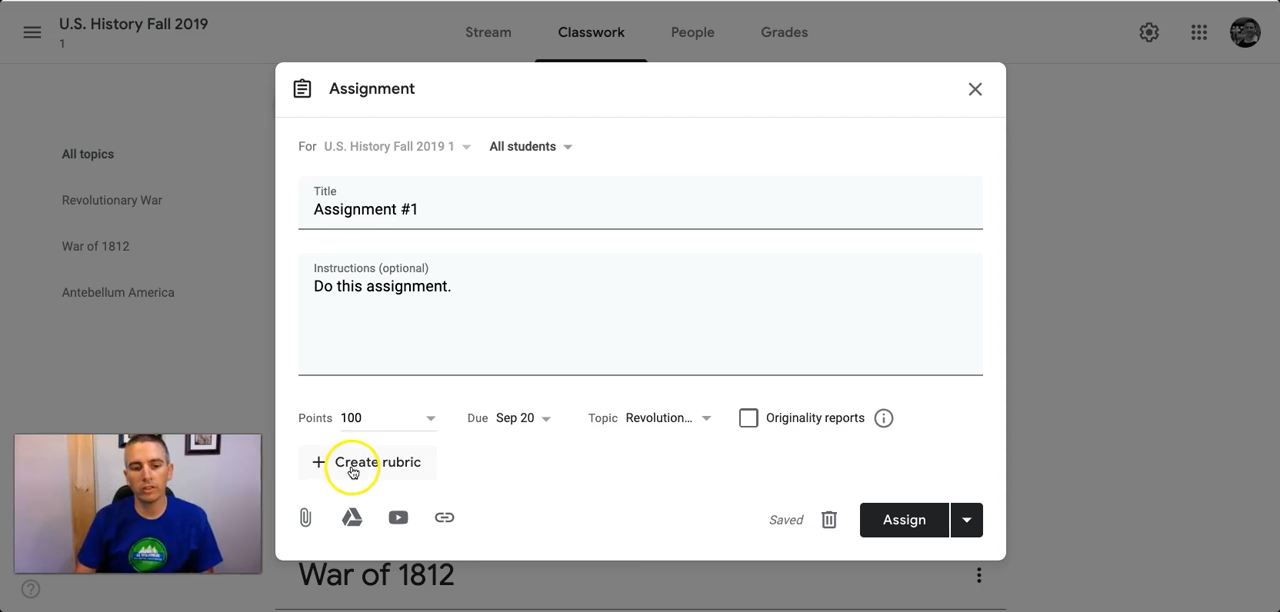 U.S. History Fall 2019
1
Stream
Classwork
People
Grades
Assignment
For U.S. History Fall 2019 1
All students
All topics
Revolutionary War
War of 1812
Antebellum America
Title
Assignment #1
Instructions (optional)
Do this assignment.
Points 100
Due Sep 20
Topic Revolution...
Originality reports
+ Create rubric
Saved
Assign
War of 1812